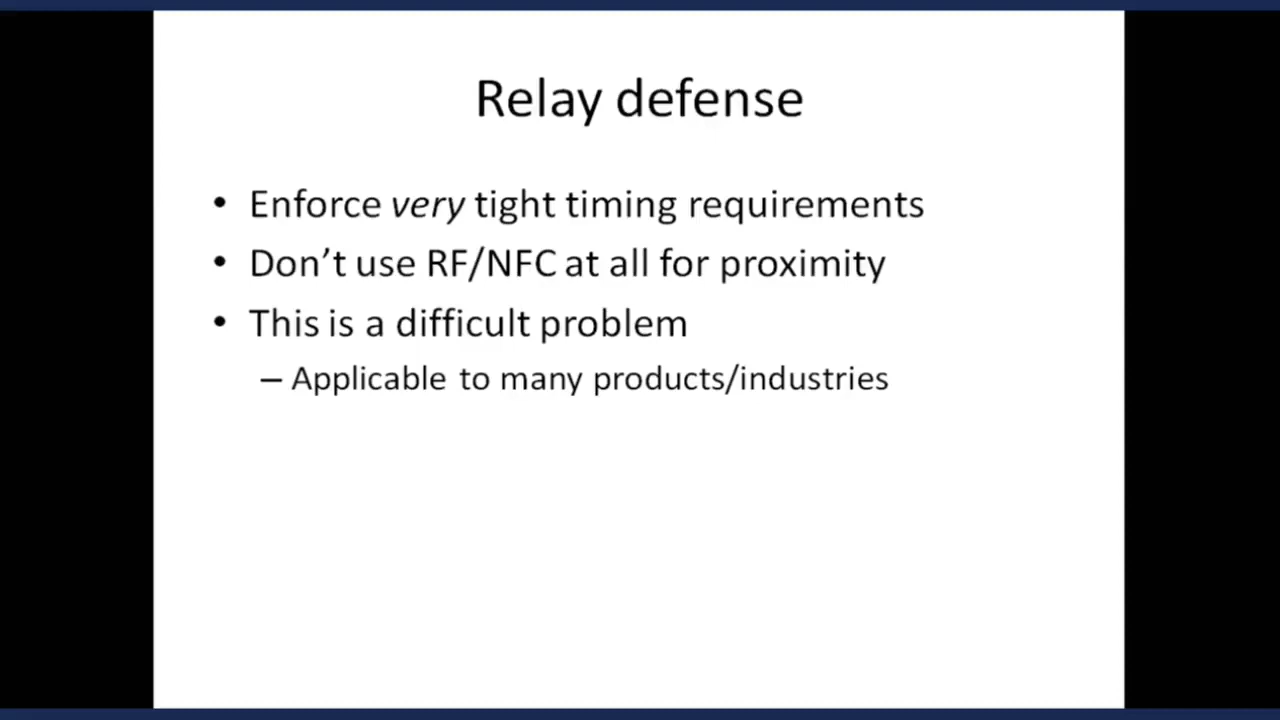 Relay defense
• Enforce very tight timing requirements
• Don’t use RF/NFC at all for proximity
• This is a difficult problem
– Applicable to many products/industries